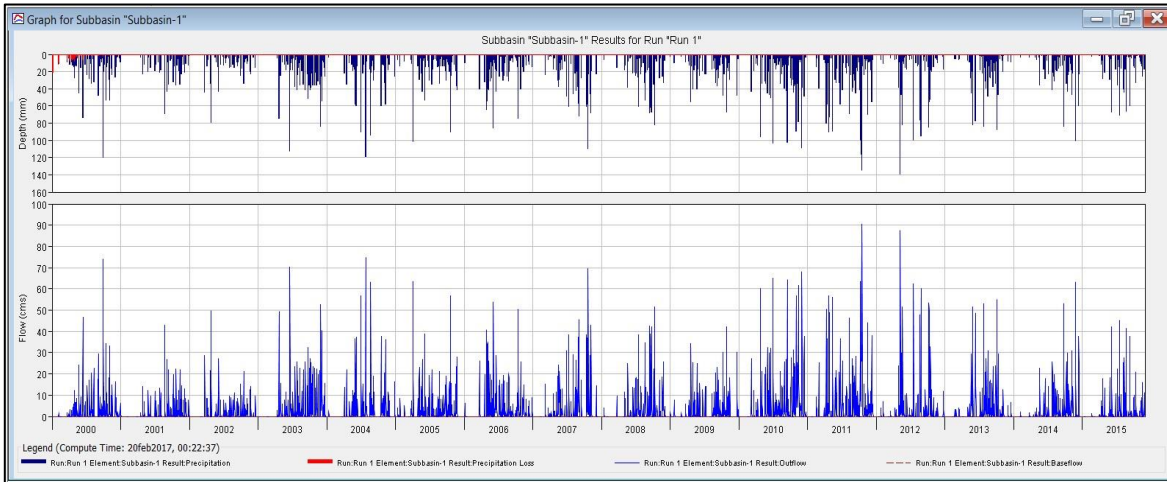 Graph for Subbasin "Subbasin-1"
Subbasin "Subbasin-1" Results for Run "Run 1"
Depth (mm)
0
20
40
60
80
100
120
140
160
Flow (cms)
100
90
80
70
60
50
40
30
20
10
0
2000 2001 2002 2003 2004 2005 2006 2007 2008 2009 2010 2011 2012 2013 2014 2015
Legend (Compute Time: 20feb2017, 00:22:37)
Run:Run 1 Element:Subbasin-1 Result:Precipitation Run:Run 1 Element:Subbasin-1 Result:Precipitation Loss Run:Run 1 Element:Subbasin-1 Result:Outflow Run:Run 1 Element:Subbasin-1 Result:Baseflow